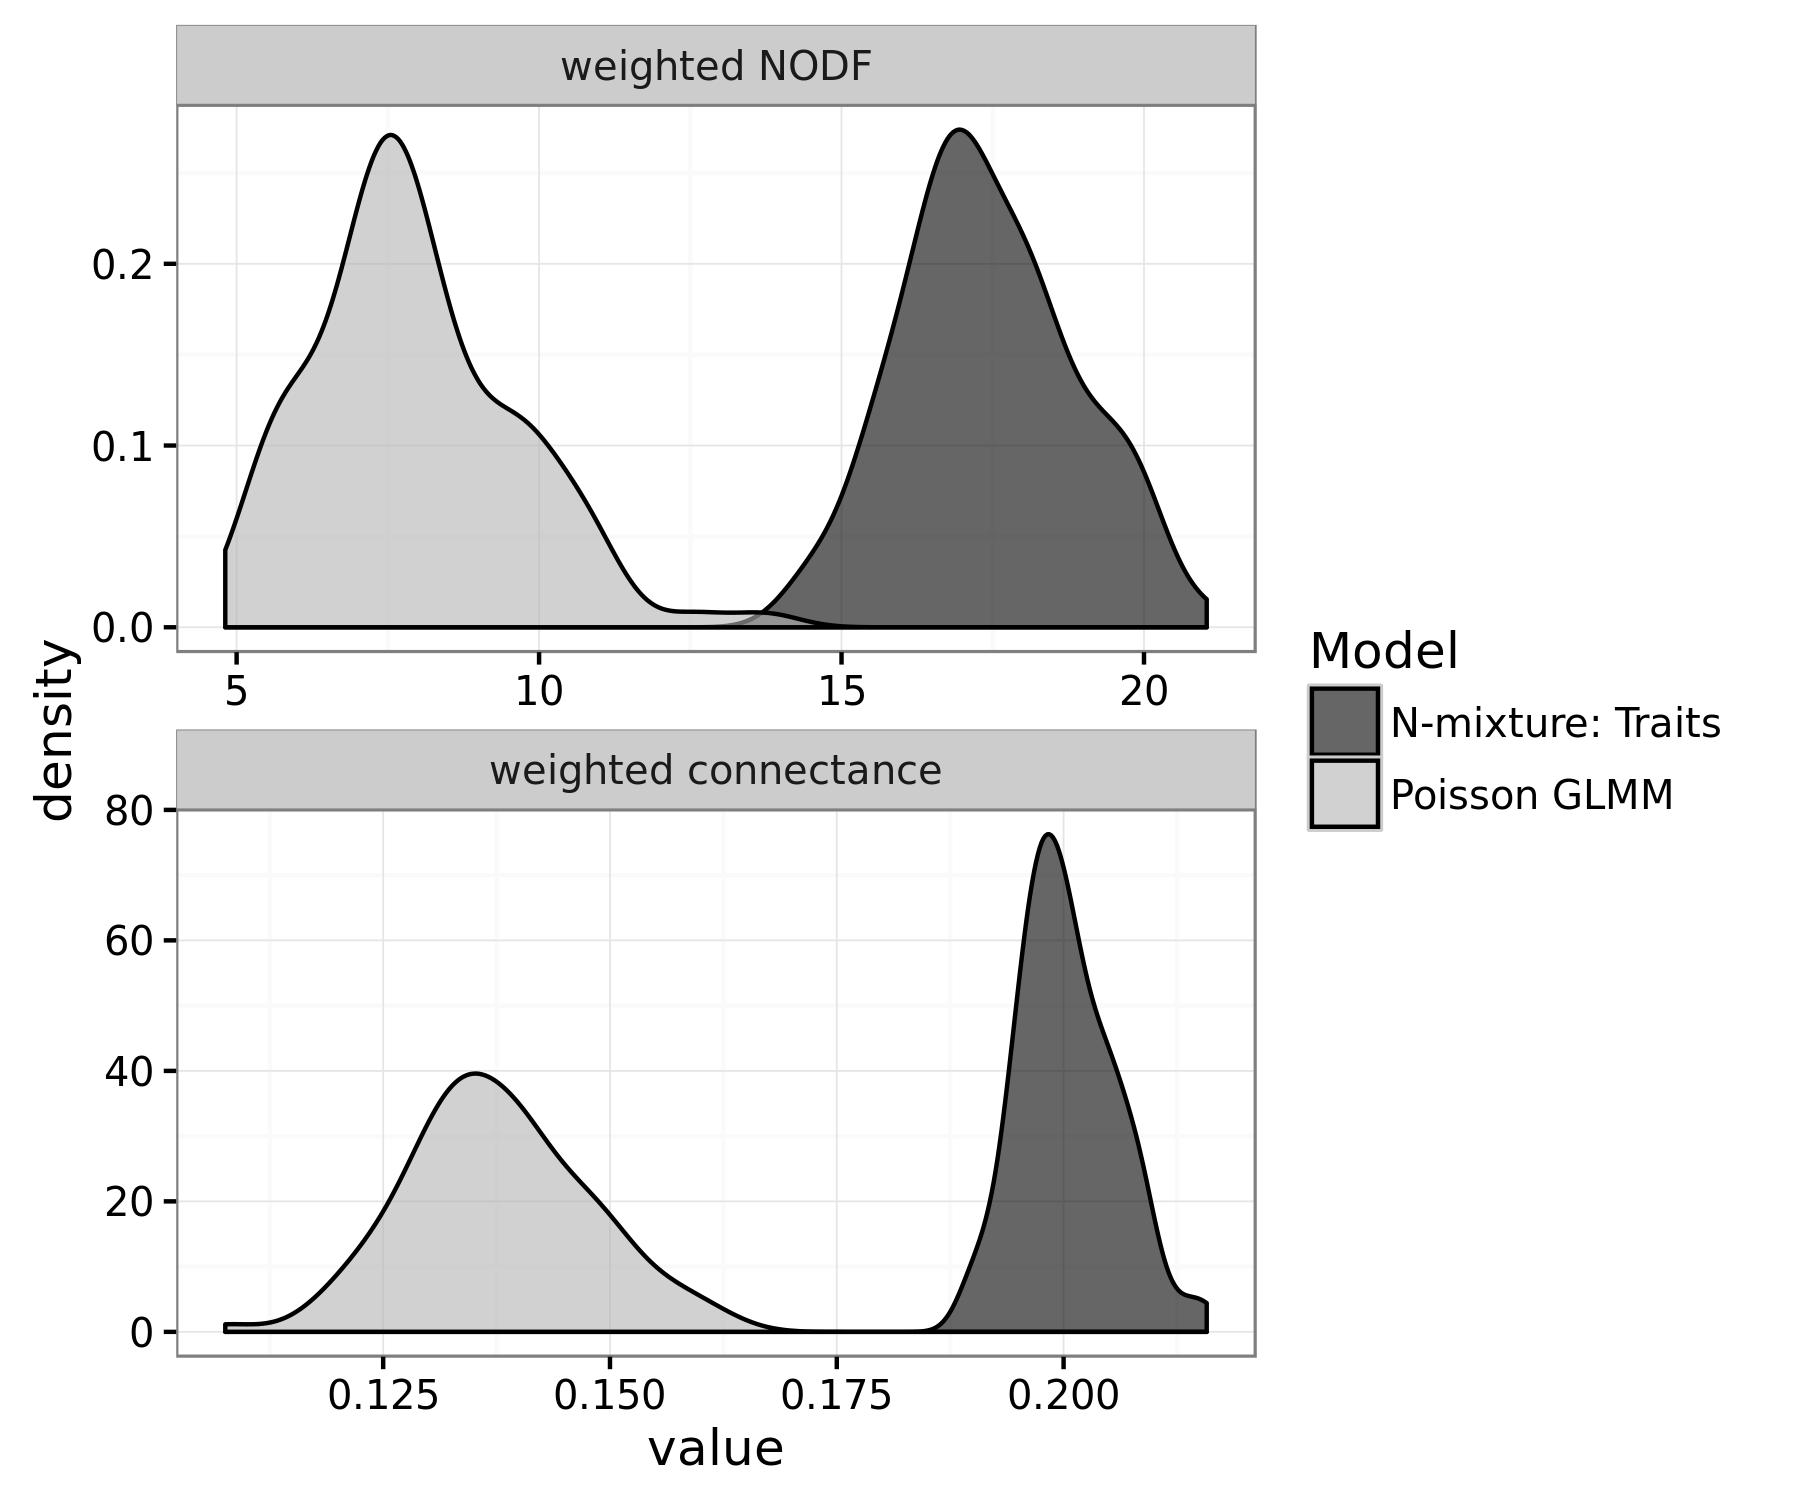 weighted NODF
0.2
0.1
0.0
5 10 15 20
density
weighted connectance
80
60
40
20
0
0.125 0.150 0.175 0.200
value
Model
N-mixture: Traits
Poisson GLMM